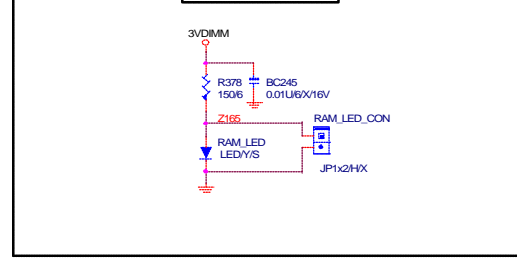 3VDIMM
R378
150/6
BC245
0.01U/6/X/16V
Z165
RAM_LED_CON
RAM_LED
LED/Y/S
JP1x2/H/X